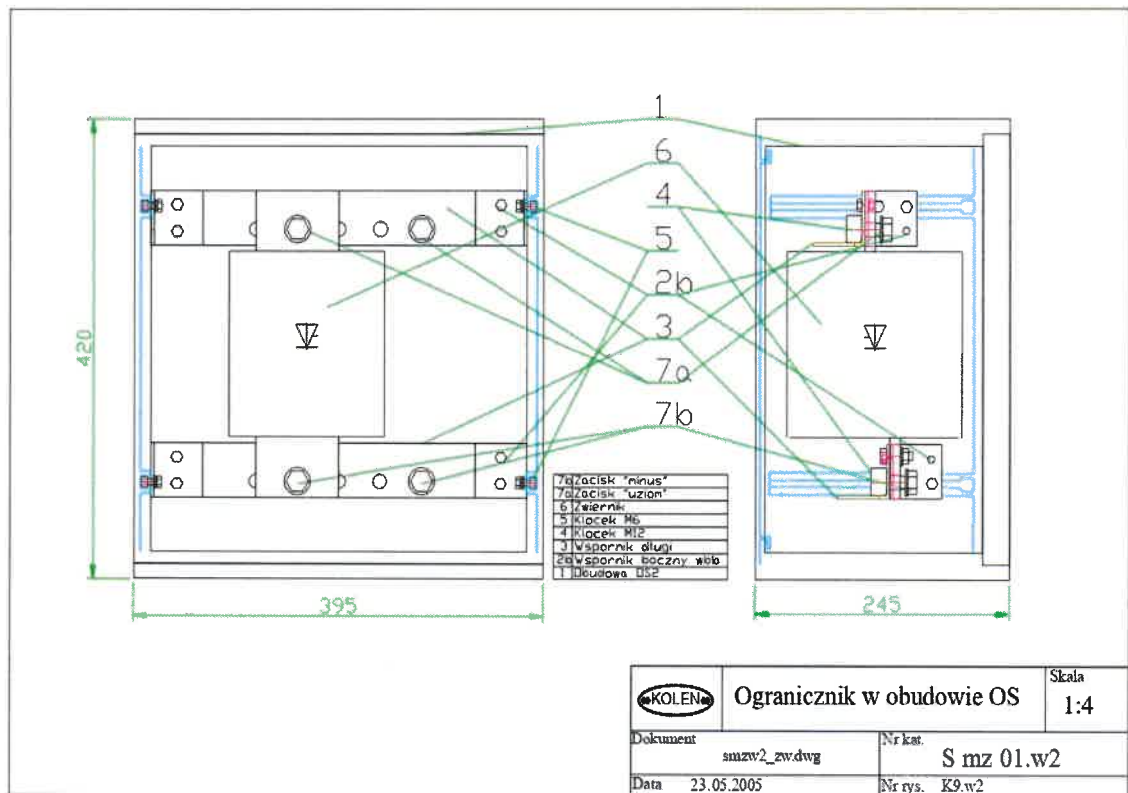 1
6
4
5
2b
3
7a
7b
420
395
245
7b Zacisk "minus"
7a Zacisk "uziom"
6 Zwiernik
5 Klocek M6
4 Klocek M12
3 Wspornik długi
2b Wspornik boczny
1 Obudowa OS2
KOLEN
Ogranicznik w obudowie OS
Skala
1:4
Dokument
smzw2_zw.dwg
Nr kat.
S mz 01.w2
Data 23.05.2005
Nr rys. K9.w2